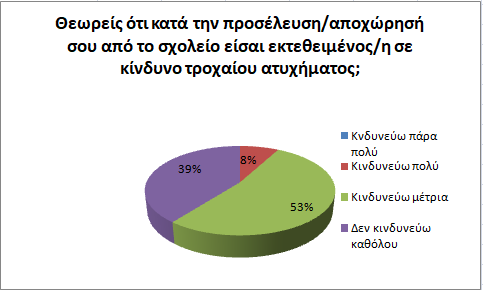 Θεωρείς ότι κατά την προσέλευση/αποχώρησή
σου από το σχολείο είσαι εκτεθειμένος/η σε
κίνδυνο τροχαίου ατυχήματος;
8%
39%
53%
Κνδυνεύω πάρα
πολύ
Κινδυνεύω πολύ
Κινδυνεύω μέτρια
Δεν κινδυνεύω
καθόλου